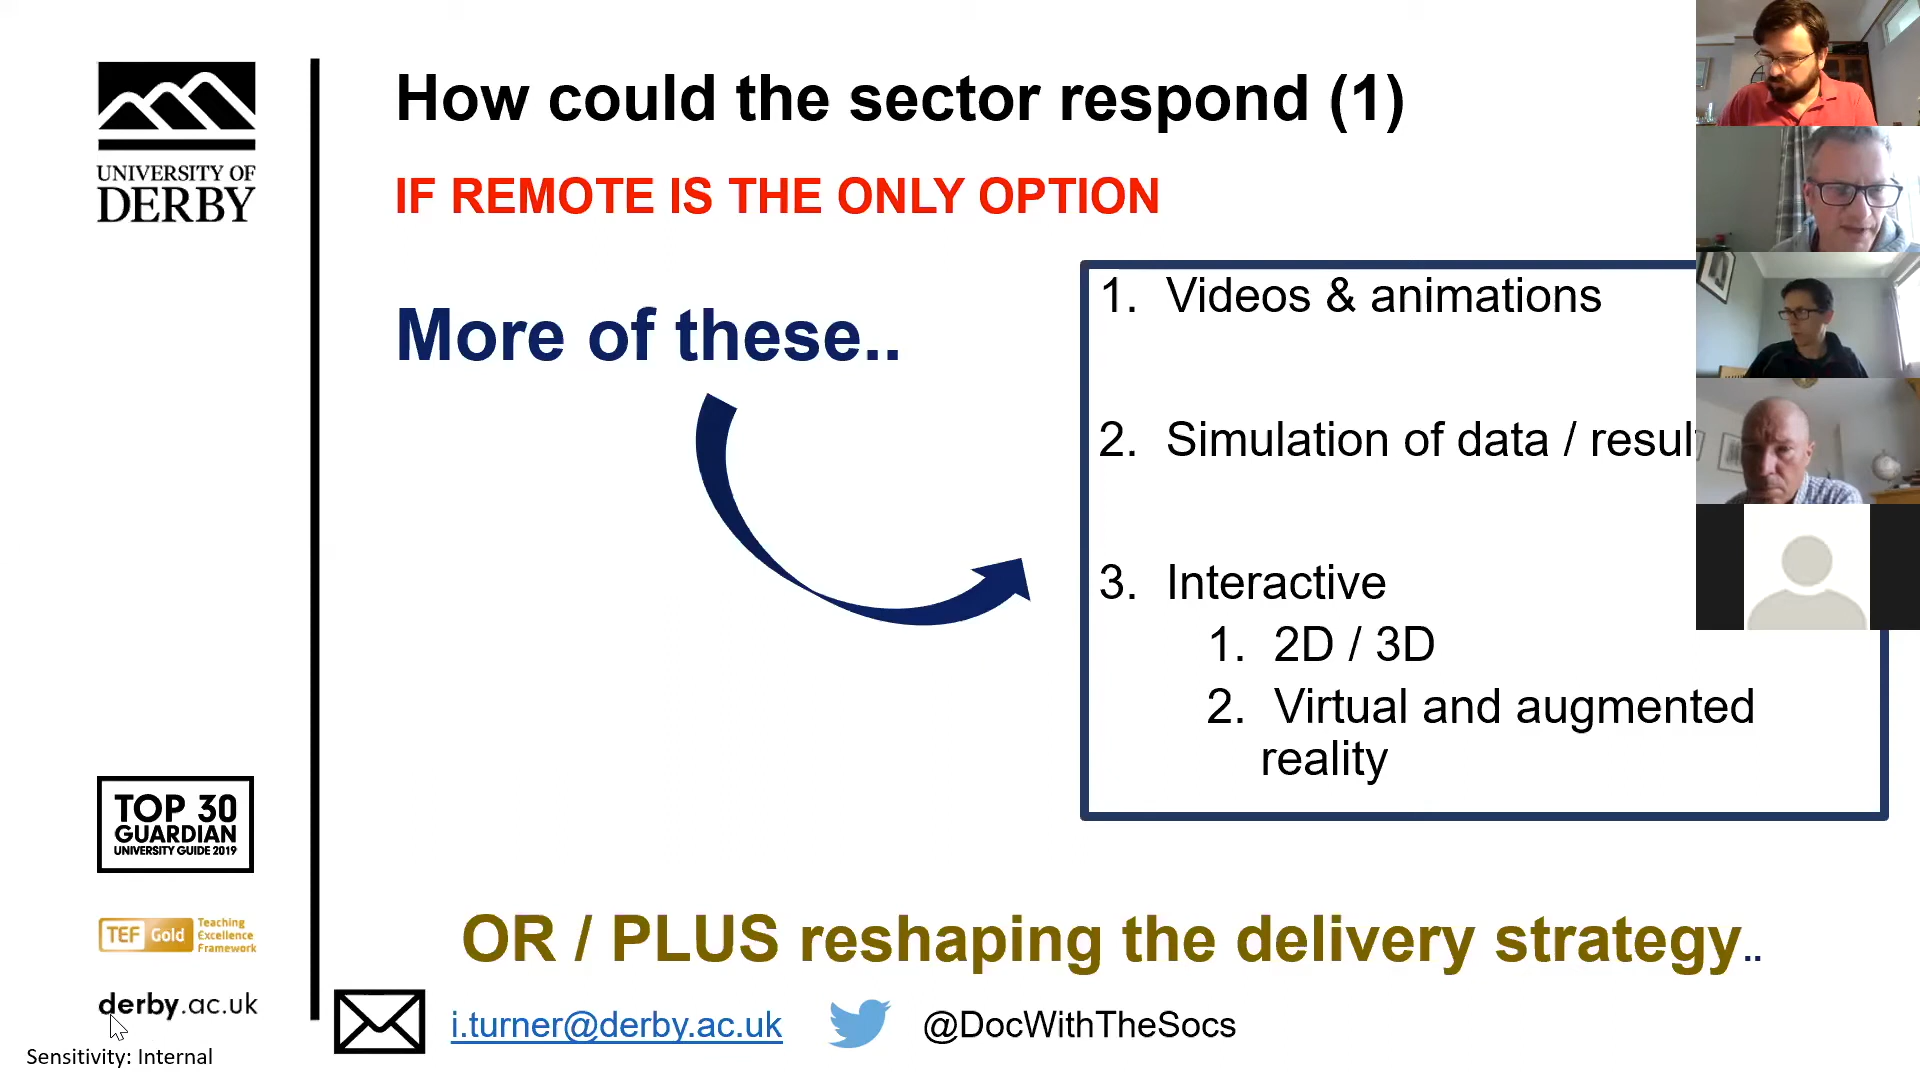 How could the sector respond (1)
UNIVERSITY OF
DERBY
IF REMOTE IS THE ONLY OPTION
More of these..
1. Videos & animations
2. Simulation of data /
3. Interactive
1. 2D / 3D
2. Virtual and augmented
reality
TOP 30
GUARDIAN
UNIVERSITY GUIDE 2019
OR / PLUS reshaping the delivery strategy..
TEF Gold
Teaching
Excellence
Framework
derby.ac.uk
i.turner@derby.ac.uk
@DocWithTheSocs
Sensitivity: Internal